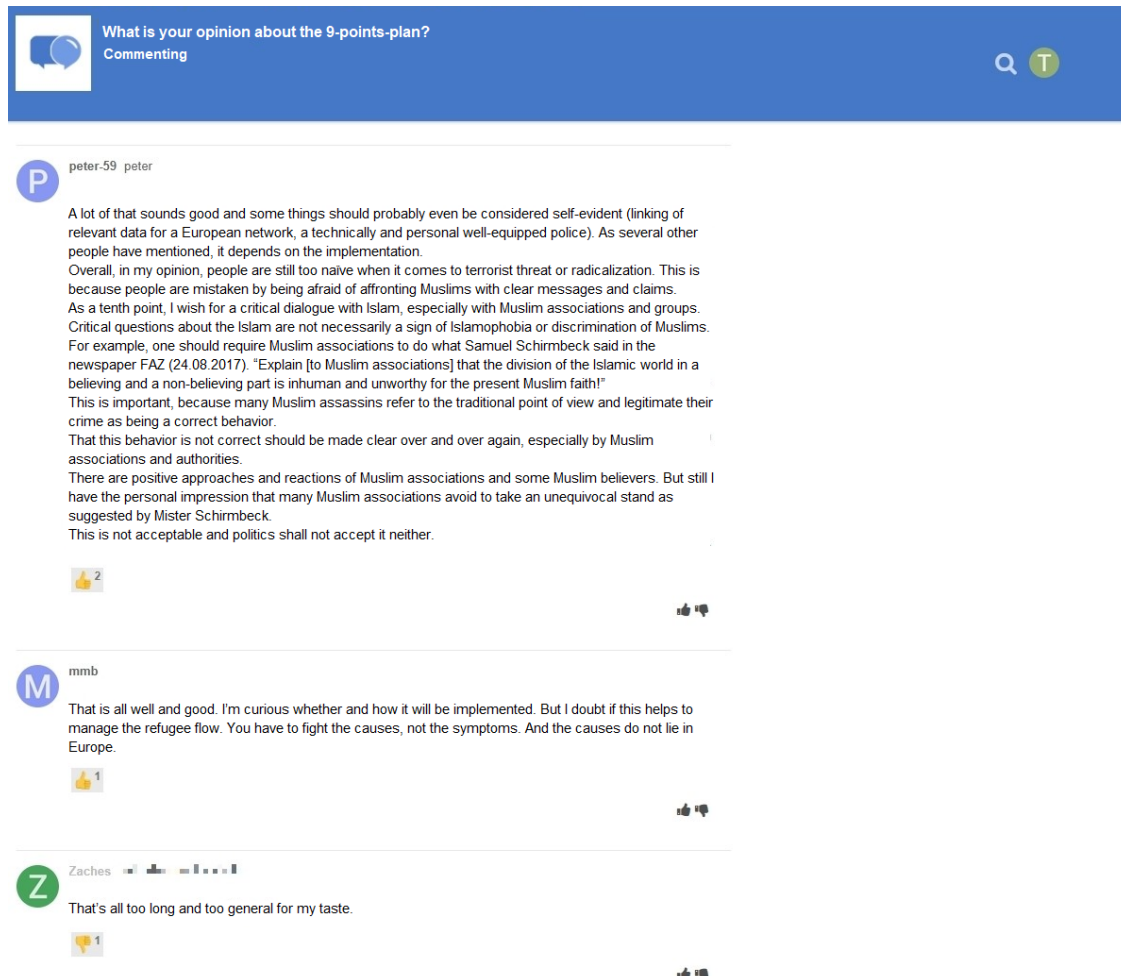 What is your opinion about the 9-points-plan?
Commenting
T
P
peter-59 peter
A lot of that sounds good and some things should probably even be considered self-evident (linking of
relevant data for a European network, a technically and personal well-equipped police). As several other
people have mentioned, it depends on the implementation.
Overall, in my opinion, people are still too naïve when it comes to terrorist threat or radicalization. This is
because people are mistaken by being afraid of affronting Muslims with clear messages and claims.
As a tenth point, I wish for a critical dialogue with Islam, especially with Muslim associations and groups.
Critical questions about the Islam are not necessarily a sign of Islamophobia or discrimination of Muslims.
For example, one should require Muslim associations to do what Samuel Schirmbeck said in the
newspaper FAZ (24.08.2017). “Explain [to Muslim associations] that the division of the Islamic world in a
believing and a non-believing part is inhuman and unworthy for the present Muslim faith!”
This is important, because many Muslim assassins refer to the traditional point of view and legitimate their
crime as being a correct behavior.
That this behavior is not correct should be made clear over and over again, especially by Muslim
associations and authorities.
There are positive approaches and reactions of Muslim associations and some Muslim believers. But still I
have the personal impression that many Muslim associations avoid to take an unequivocal stand as
suggested by Mister Schirmbeck.
This is not acceptable and politics shall not accept it neither.
2
M
mmb
That is all well and good. I’m curious whether and how it will be implemented. But I doubt if this helps to
manage the refugee flow. You have to fight the causes, not the symptoms. And the causes do not lie in
Europe.
1
Z
Zaches
That’s all too long and too general for my taste.
1